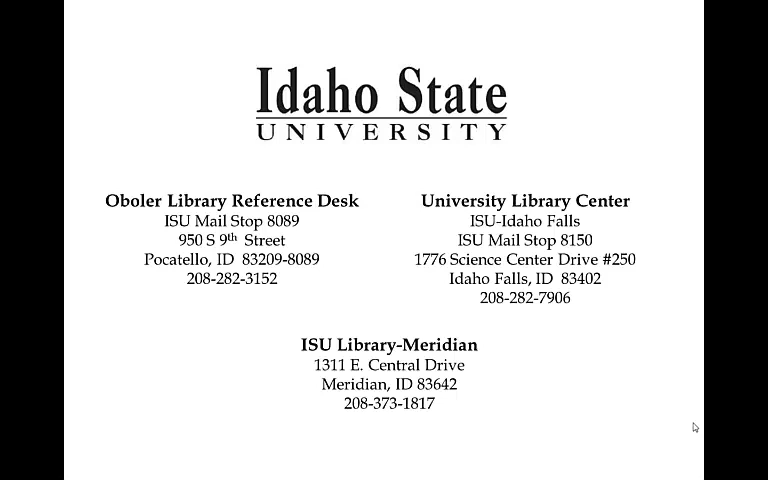 Idaho State
UNIVERSITY
Oboler Library Reference Desk
ISU Mail Stop 8089
950 S 9th Street
Pocatello, ID 83209-8089
208-282-3152
University Library Center
ISU-Idaho Falls
ISU Mail Stop 8150
1776 Science Center Drive #250
Idaho Falls, ID 83402
208-282-7906
ISU Library-Meridian
1311 E. Central Drive
Meridian, ID 83642
208-373-1817